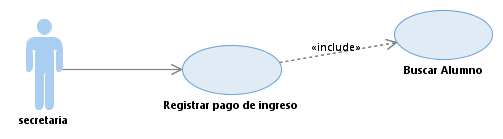 «include»
Buscar Alumno
Registrar pago de ingreso
secretaria